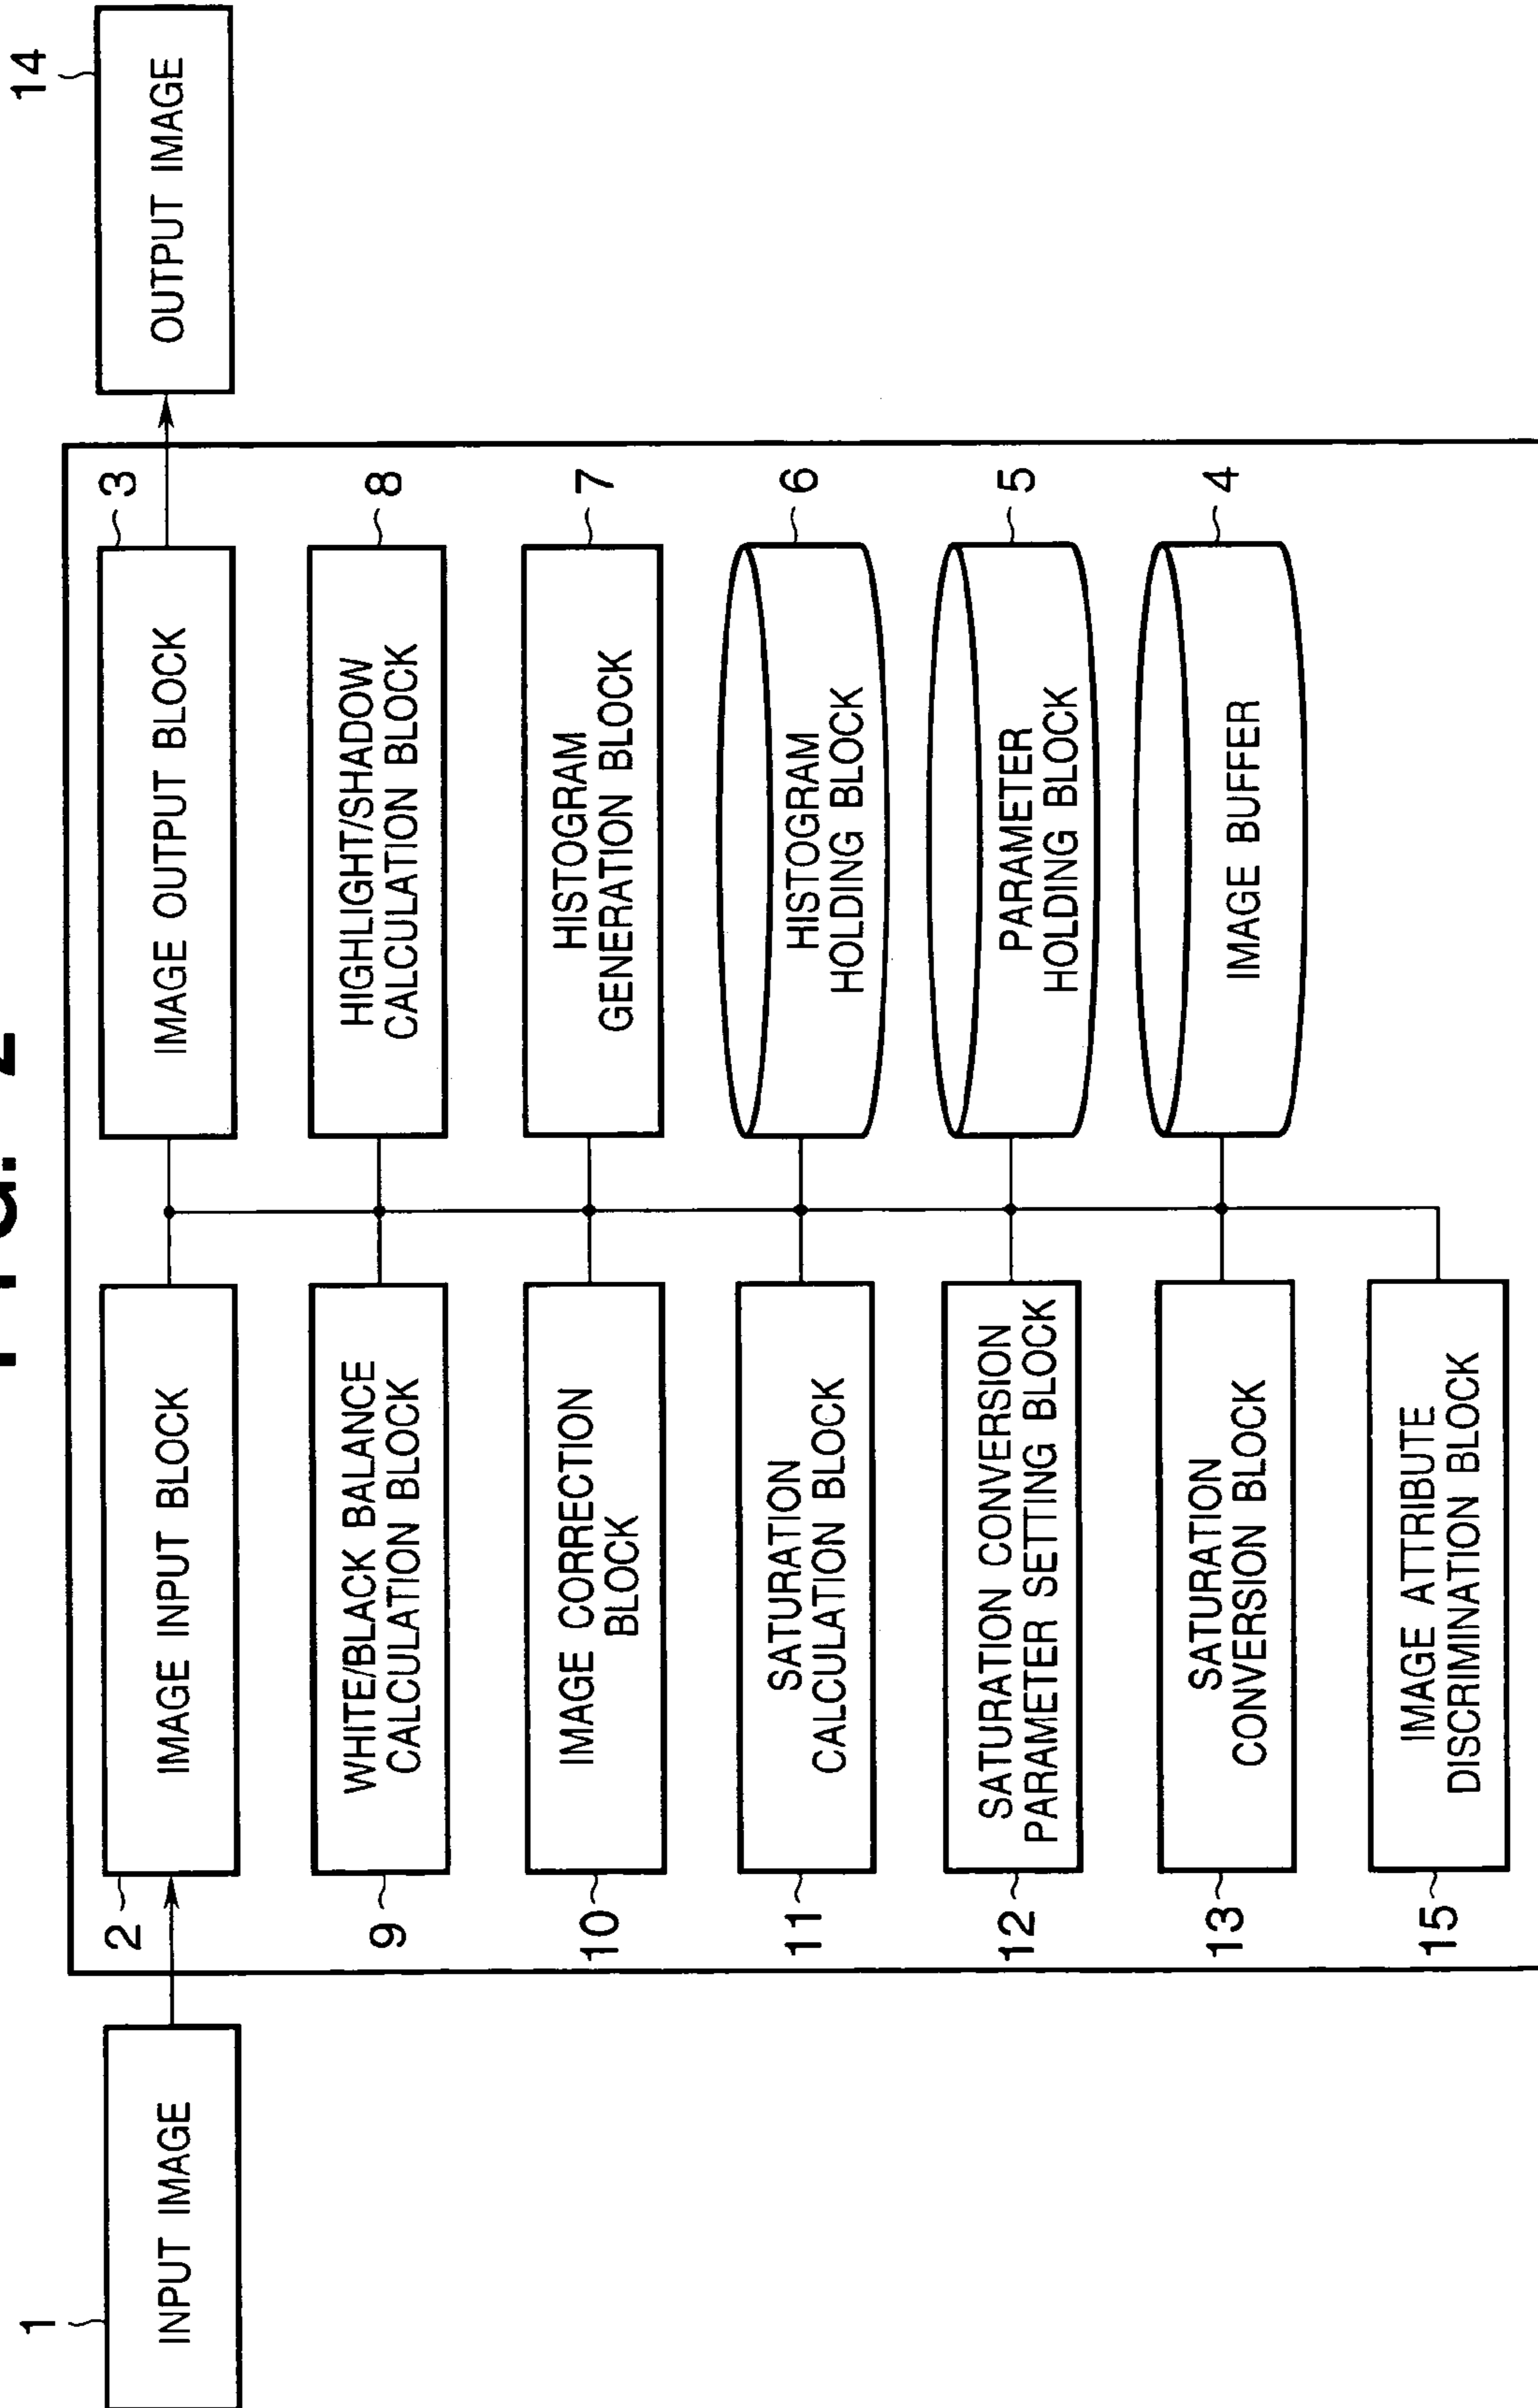 FIG. 2
1
INPUT IMAGE
2
IMAGE INPUT BLOCK
3
IMAGE OUTPUT BLOCK
14
OUTPUT IMAGE
9
WHITE/BLACK BALANCE
CALCULATION BLOCK
8
HIGHLIGHT/SHADOW
CALCULATION BLOCK
10
IMAGE CORRECTION
BLOCK
7
HISTOGRAM
GENERATION BLOCK
11
SATURATION
CALCULATION BLOCK
6
HISTOGRAM
HOLDING BLOCK
12
SATURATION CONVERSION
PARAMETER SETTING BLOCK
5
PARAMETER
HOLDING BLOCK
13
SATURATION
CONVERSION BLOCK
4
IMAGE BUFFER
15
IMAGE ATTRIBUTE
DISCRIMINATION BLOCK